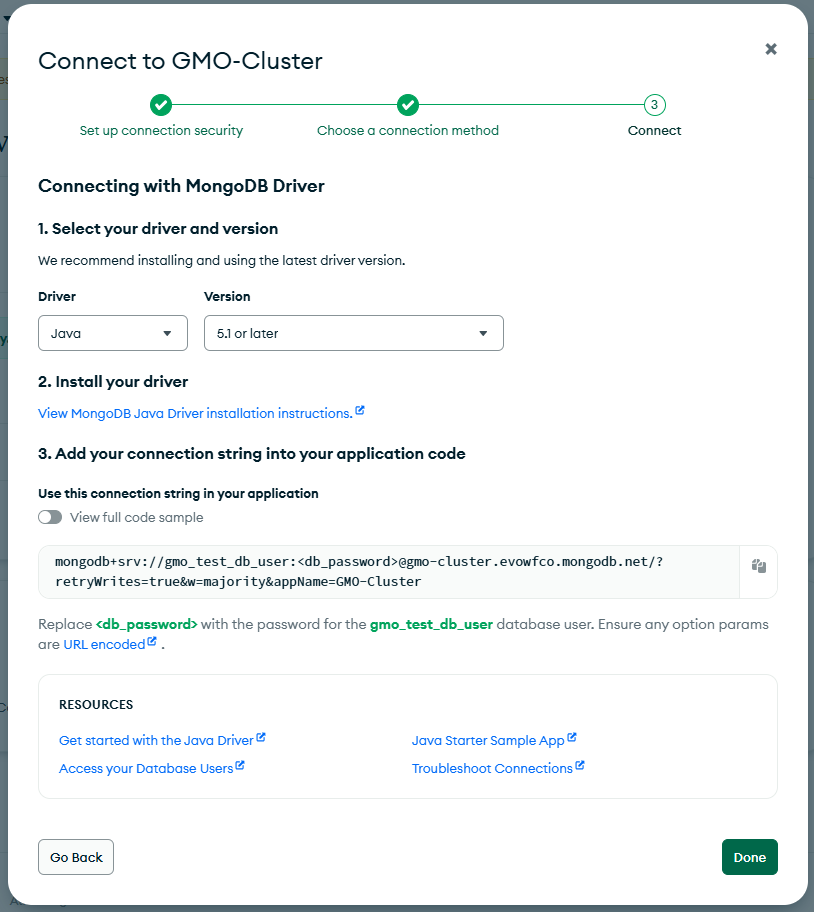 Connect to GMO-Cluster
3
Set up connection security
Choose a connection method
Connect
Connecting with MongoDB Driver
1. Select your driver and version
We recommend installing and using the latest driver version.
Driver
Version
Java
5.1 or later
2. Install your driver
View MongoDB Java Driver installation instructions.
3. Add your connection string into your application code
Use this connection string in your application
View full code sample
mongodb+srv://gmo_test_db_user:<db_password>@gmo-cluster.evowfco.mongodb.net/?
retryWrites=true&w=majority&appName=GMO-Cluster
Replace <db_password> with the password for the gmo_test_db_user database user. Ensure any option params
are URL encoded .
RESOURCES
Get started with the Java Driver
Java Starter Sample App
Access your Database Users
Troubleshoot Connections
Go Back
Done